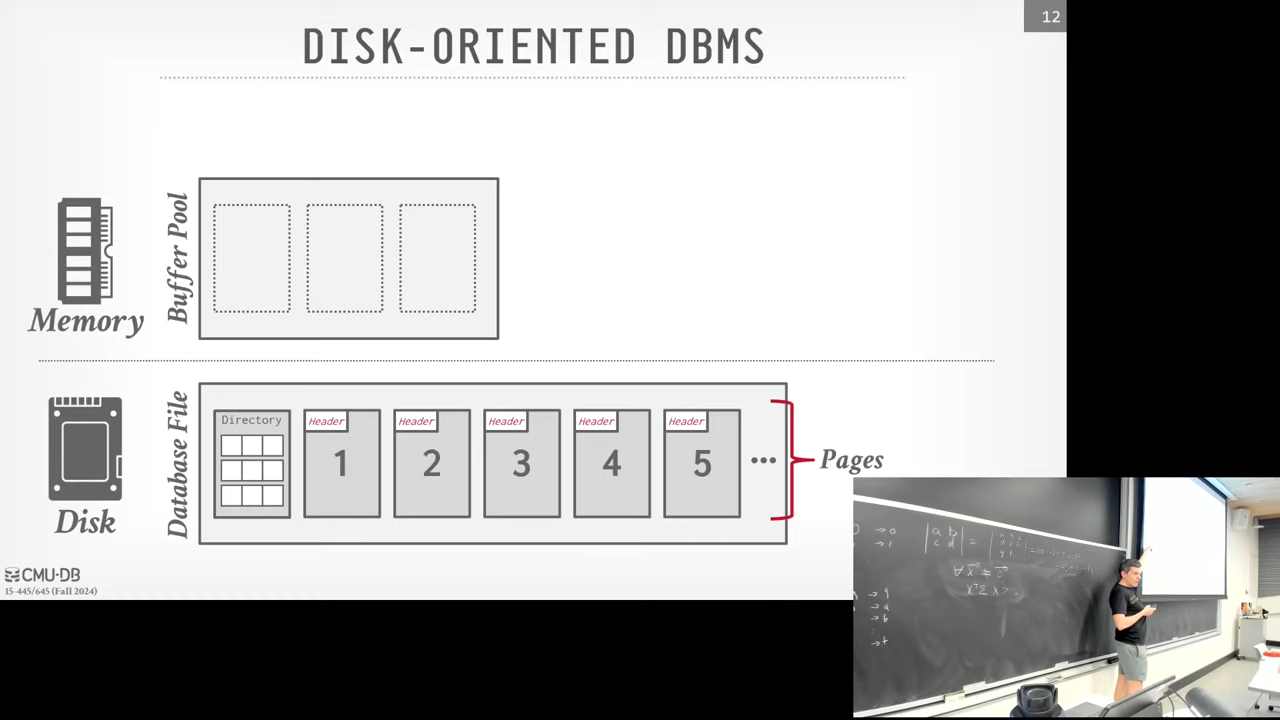 12
DISK-ORIENTED DBMS
Buffer Pool
Memory
Database File
Directory
Header
Header
Header
Header
Header
1
2
3
4
5
...
Pages
Disk
CMU-DB
15-445/645 (Fall 2024)
a b
c d
=